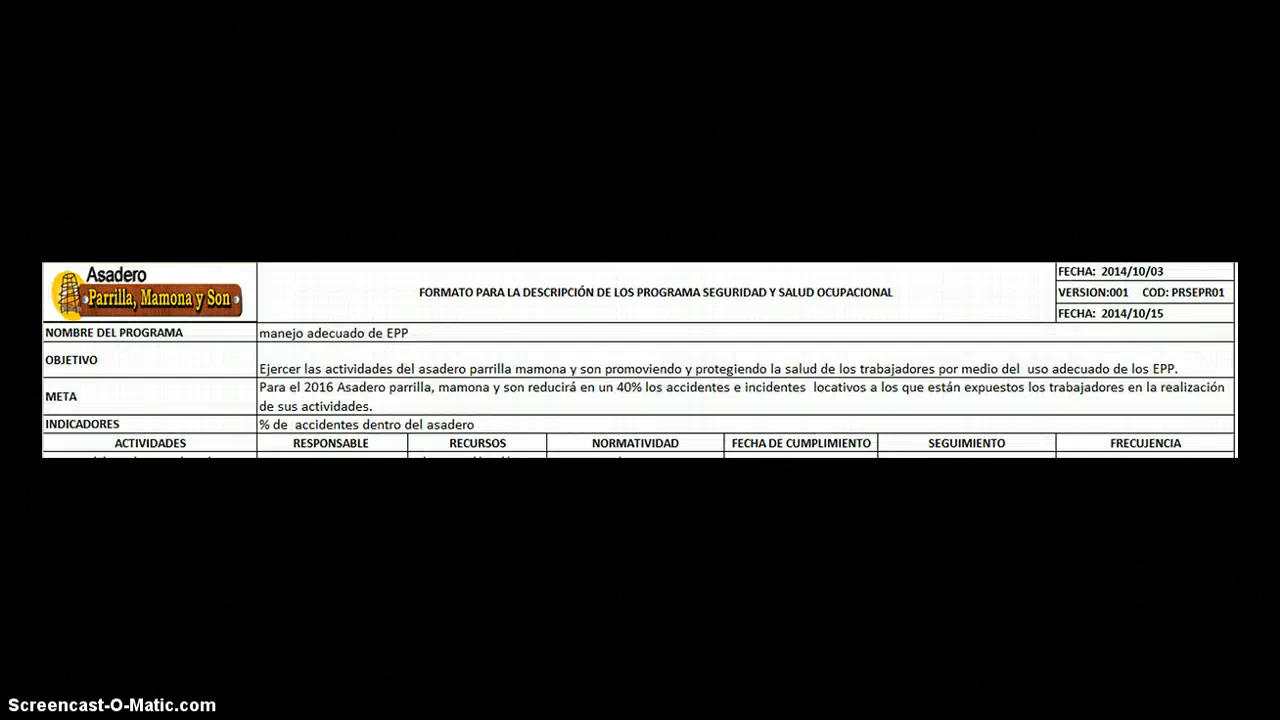 Asadero
Parrilla, Mamona y Son
FORMATO PARA LA DESCRIPCIÓN DE LOS PROGRAMA SEGURIDAD Y SALUD OCUPACIONAL
FECHA: 2014/10/03
VERSION:001 COD: PRSEPR01
FECHA: 2014/10/15
NOMBRE DEL PROGRAMA manejo adecuado de EPP
OBJETIVO Ejercer las actividades del asadero parrilla mamona y son promoviendo y protegiendo la salud de los trabajadores por medio del uso adecuado de los EPP.
META Para el 2016 Asadero parrilla, mamona y son reducirá en un 40% los accidentes e incidentes locativos a los que están expuestos los trabajadores en la realización
de sus actividades.
INDICADORES % de accidentes dentro del asadero
ACTIVIDADES RESPONSABLE RECURSOS NORMATIVIDAD FECHA DE CUMPLIMIENTO SEGUIMIENTO FRECUJENCIA
Screencast-O-Matic.com